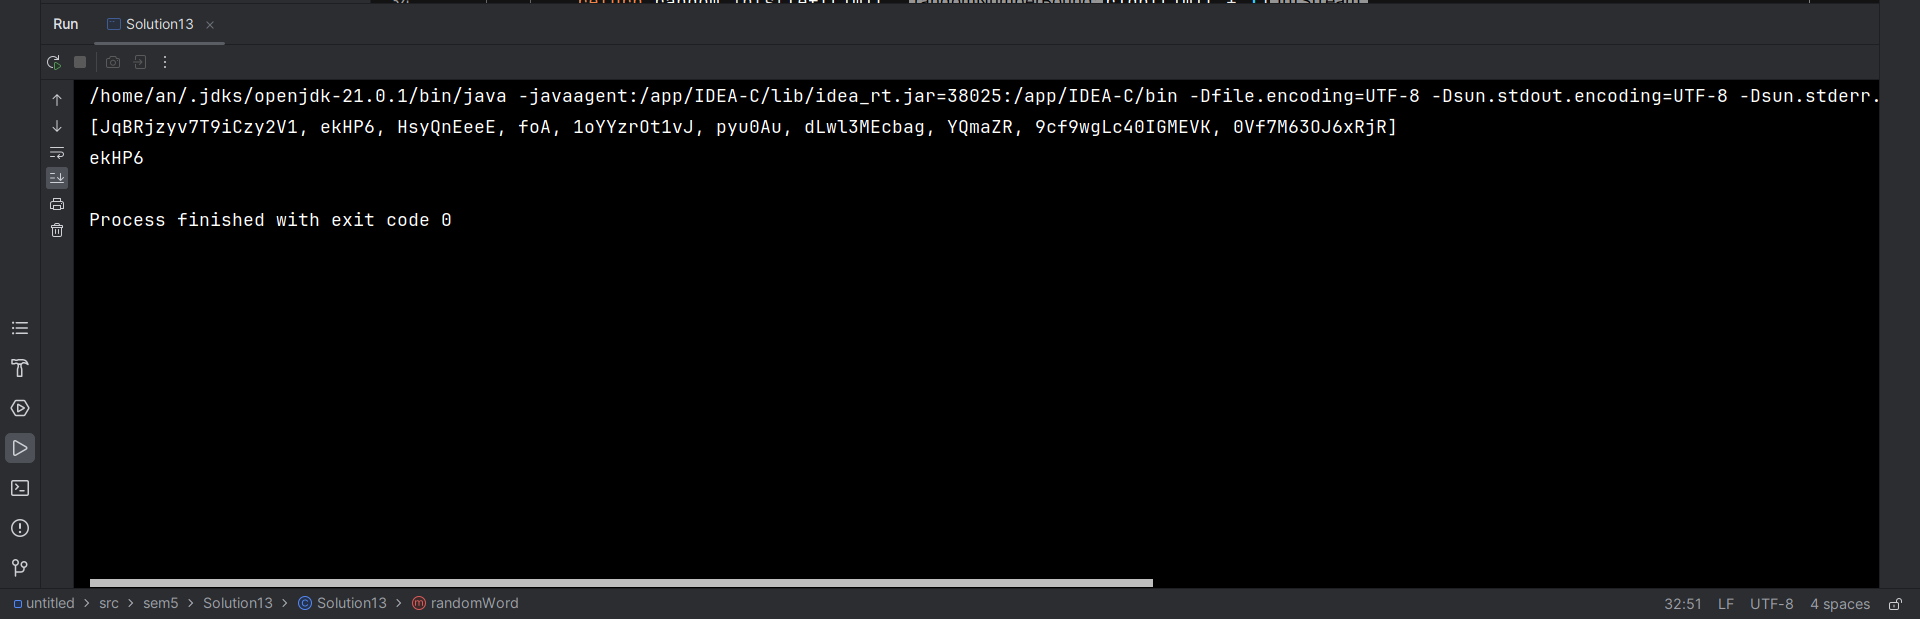 Run Solution13
/home/an/.jdks/openjdk-21.0.1/bin/java -javaagent:/app/IDEA-C/lib/idea_rt.jar=38025:/app/IDEA-C/bin -Dfile.encoding=UTF-8 -Dsun.stdout.encoding=UTF-8 -Dsun.stderr.
[JqBRjzyv7T9iCzy2V1, ekHP6, HsyQnEeeE, foA, 1oYYzrOt1vJ, pyu0Au, dLwl3MEcbag, YQmaZR, 9cf9wgLc40IGMEVK, 0Vf7M63OJ6xRjR]
ekHP6
Process finished with exit code 0
untitled > src > sem5 > Solution13 > Solution13 > randomWord 32:51 LF UTF-8 4 spaces